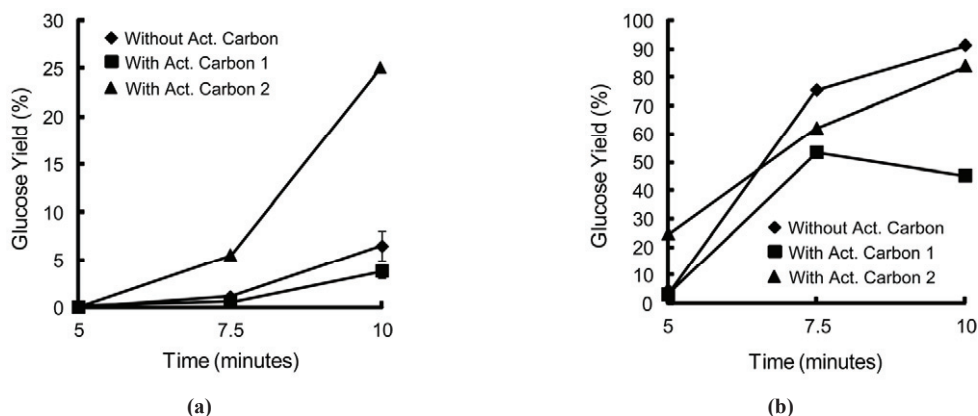 30
25
20
15
10
5
0
Glucose Yield (%)
Without Act. Carbon
With Act. Carbon 1
With Act. Carbon 2
5
7.5
10
Time (minutes)
(a)
100
90
80
70
60
50
40
30
20
10
0
Glucose Yield (%)
Without Act. Carbon
With Act. Carbon 1
With Act. Carbon 2
5
7.5
10
Time (minutes)
(b)